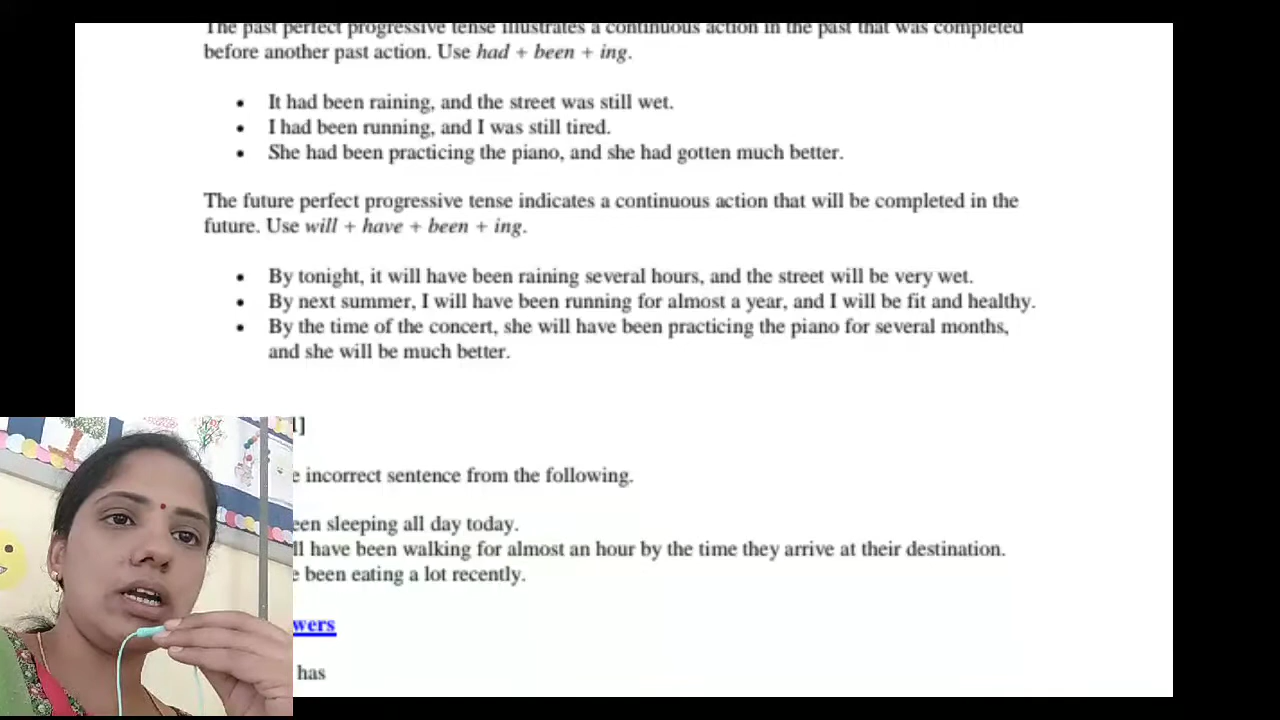 The past perfect progressive tense illustrates a continuous action in the past that was completed
before another past action. Use had + been + ing.
• It had been raining, and the street was still wet.
• I had been running, and I was still tired.
• She had been practicing the piano, and she had gotten much better.
The future perfect progressive tense indicates a continuous action that will be completed in the
future. Use will + have + been + ing.
• By tonight, it will have been raining several hours, and the street will be very wet.
• By next summer, I will have been running for almost a year, and I will be fit and healthy.
• By the time of the concert, she will have been practicing the piano for several months,
and she will be much better.
]
e incorrect sentence from the following.
een sleeping all day today.
ll have been walking for almost an hour by the time they arrive at their destination.
e been eating a lot recently.
wers
has